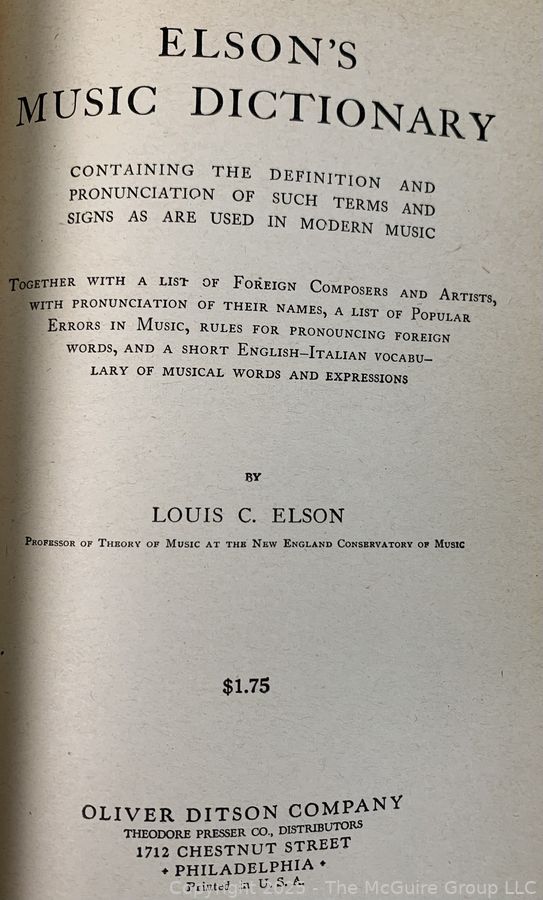 ELSON'S
MUSIC DICTIONARY
CONTAINING THE DEFINITION AND
PRONUNCIATION OF SUCH TERMS AND
SIGNS AS ARE USED IN MODERN MUSIC
TOGETHER WITH A LIST OF FOREIGN COMPOSERS AND ARTISTS,
WITH PRONUNCIATION OF THEIR NAMES, A LIST OF POPULAR
ERRORS IN MUSIC, RULES FOR PRONOUNCING FOREIGN
WORDS, AND A SHORT ENGLISH–ITALIAN VOCABU–
LARY OF MUSICAL WORDS AND EXPRESSIONS
BY
LOUIS C. ELSON
PROFESSOR OF THEORY OF MUSIC AT THE NEW ENGLAND CONSERVATORY OF MUSIC
$1.75
OLIVER DITSON COMPANY
THEODORE PRESSER CO., DISTRIBUTORS
1712 CHESTNUT STREET
PHILADELPHIA
Printed in U. S. A.
Copyright 2025 - The McGuire Group LLC